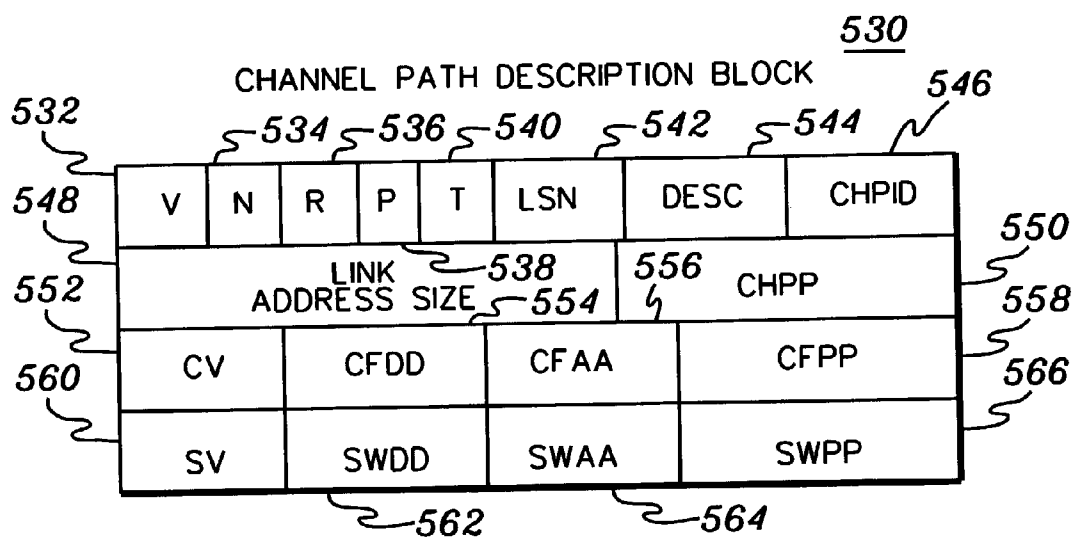 530
CHANNEL PATH DESCRIPTION BLOCK
532 534 536 540 542 544 546
V N R P T LSN DESC CHPID
548 538 556 550
LINK
ADDRESS SIZE
CHPP
552 554 558
CV CFDD CFAA CFPP
560 566
SV SWDD SWAA SWPP
562 564